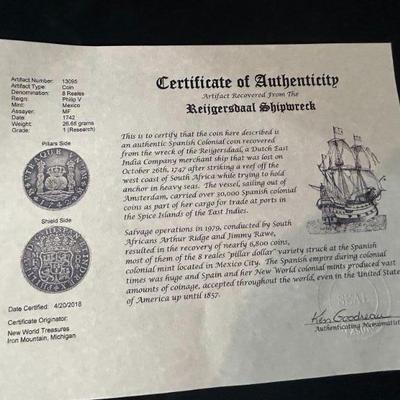 Artifact Number: 13095
Artifact Type: Coin
Denomination: 8 Reales
Reign: Philip V
Mint: Mexico
Assayer: MF
Date: 1742
Weight: 26.65 grams
Grade: 1 (Research)
Pillars Side
Shield Side
Date Certified: 4/20/2018
Certificate Originator:
New World Treasures
Iron Mountain, Michigan
Certificate of Authenticity
Artifact Recovered From The
Reijgersdaal Shipwreck
This is to certify that the coin here described is
an authentic Spanish Colonial coin recovered
from the wreck of the Reijgersdaal, a Dutch East
India Company merchant ship that was lost on
October 26th, 1747 after striking a reef off the
west coast of South Africa while trying to hold
anchor in heavy seas. The vessel, sailing out of
Amsterdam, carried over 30,000 Spanish colonial
coins as part of her cargo for trade at ports in
the Spice Islands of the East Indies.
Salvage operations in 1979, conducted by South
Africans Arthur Ridge and Jimmy Rawe,
resulted in the recovery of nearly 6,800 coins,
most of them of the 8 reales "pillar dollar" variety struck at the Spanish
colonial mint located in Mexico City. The Spanish empire during colonial
times was huge and Spain and her New World colonial mints produced vast
amounts of coinage, accepted throughout the world, even in the United States
of America up until 1857.
SEAL
Ken Goodreau
Authenticating Numismatist